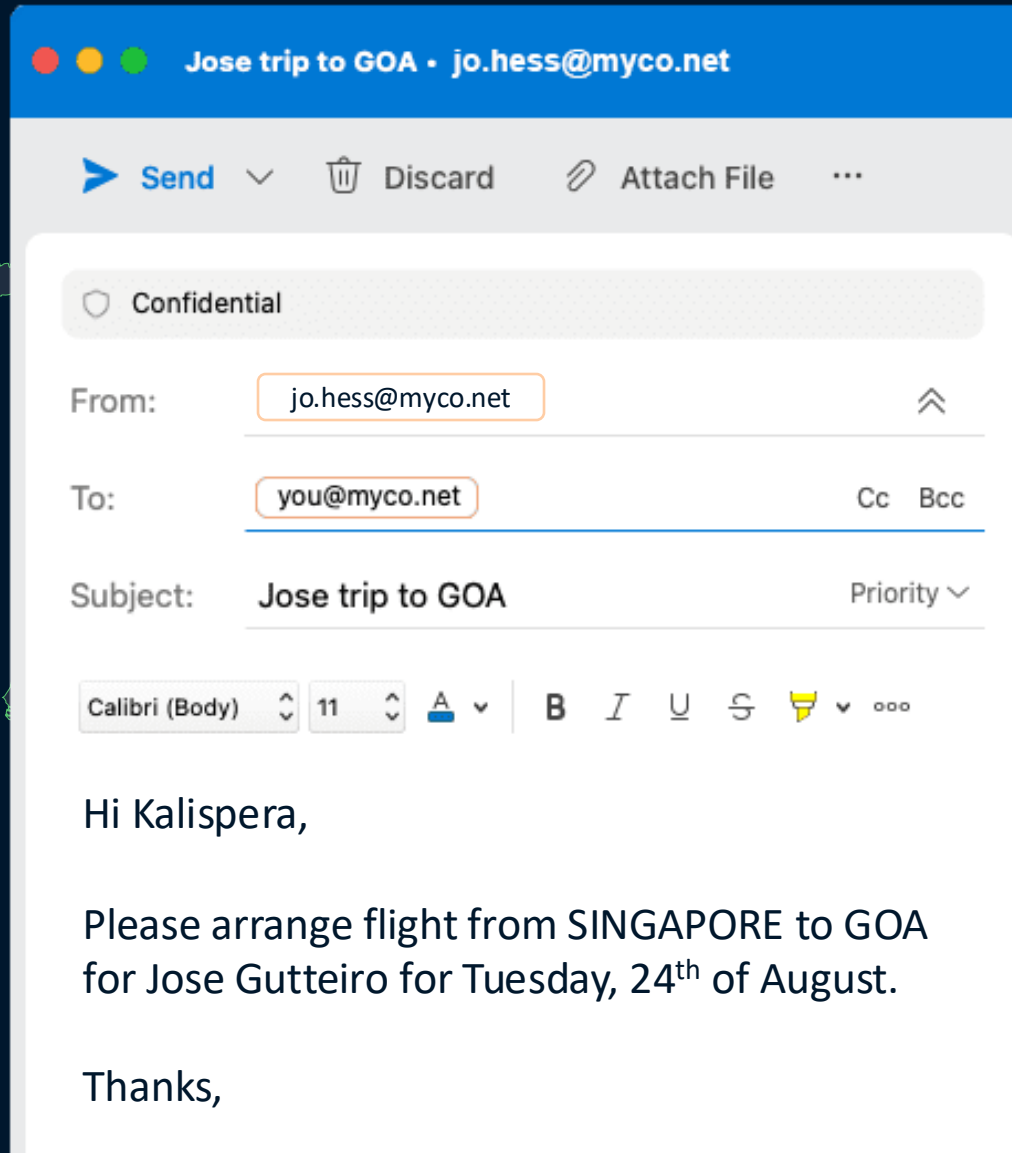 Jose trip to GOA • jo.hess@myco.net
Send Discard Attach File ...
Confidential
From: jo.hess@myco.net
To: you@myco.net Cc Bcc
Subject: Jose trip to GOA Priority
Calibri (Body) 11 A B I U S
Hi Kalispera,
Please arrange flight from SINGAPORE to GOA
for Jose Gutteiro for Tuesday, 24th of August.
Thanks,